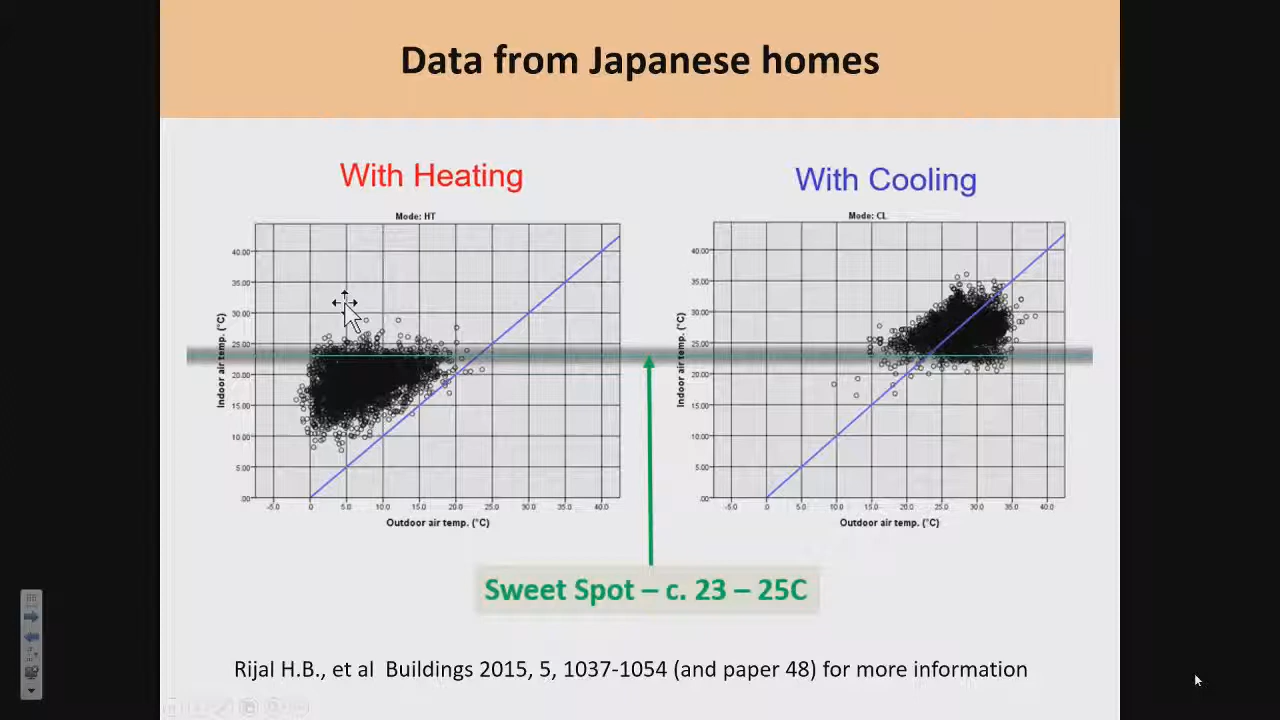 Data from Japanese homes
With Heating
With Cooling
Mode: HT
Mode: CL
40.00
35.00
30.00
25.00
20.00
15.00
10.00
5.00
.00
Indoor air temp. (°C)
-5.0 0 5.0 10.0 15.0 20.0 25.0 30.0 35.0 40.0
Outdoor air temp. (°C)
40.00
35.00
30.00
25.00
20.00
15.00
10.00
5.00
.00
Indoor air temp. (°C)
-5.0 0 5.0 10.0 15.0 20.0 25.0 30.0 35.0 40.0
Outdoor air temp. (°C)
Sweet Spot – c. 23 – 25C
Rijal H.B., et al Buildings 2015, 5, 1037-1054 (and paper 48) for more information